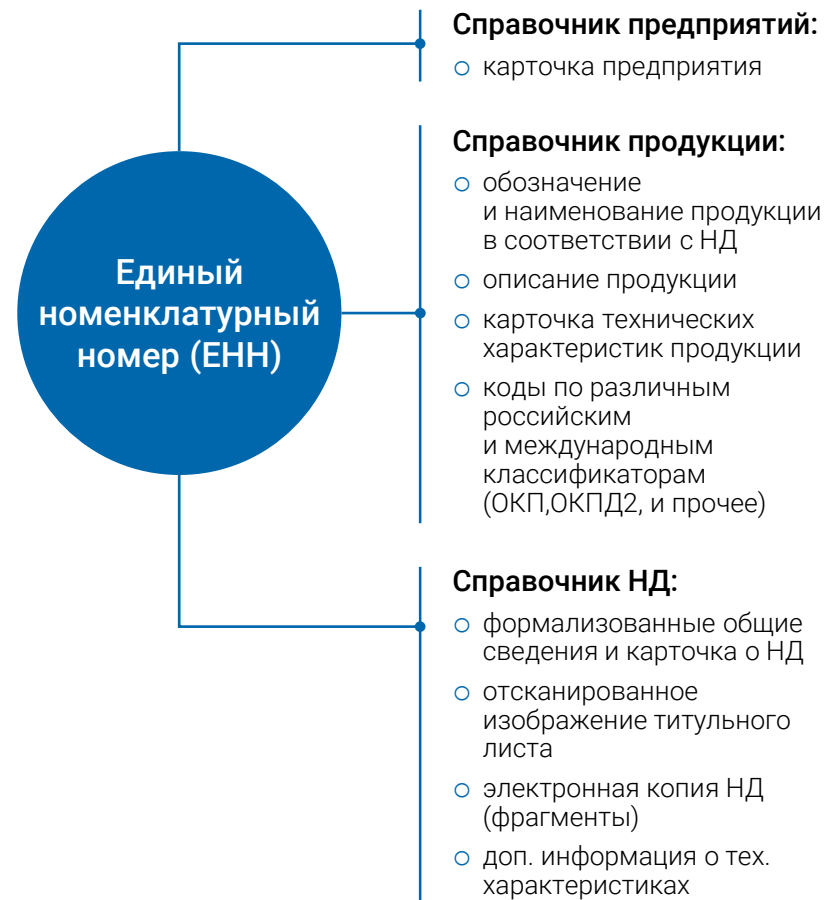 Единый
номенклатурный
номер (ЕНН)
Справочник предприятий:
карточка предприятия
Справочник продукции:
обозначение
и наименование продукции
в соответствии с НД
описание продукции
карточка технических
характеристик продукции
коды по различным
российским
и международным
классификаторам
(ОКП,ОКПД2, и прочее)
Справочник НД:
формализованные общие
сведения и карточка о НД
отсканированное
изображение титульного
листа
электронная копия НД
(фрагменты)
доп. информация о тех.
характеристиках